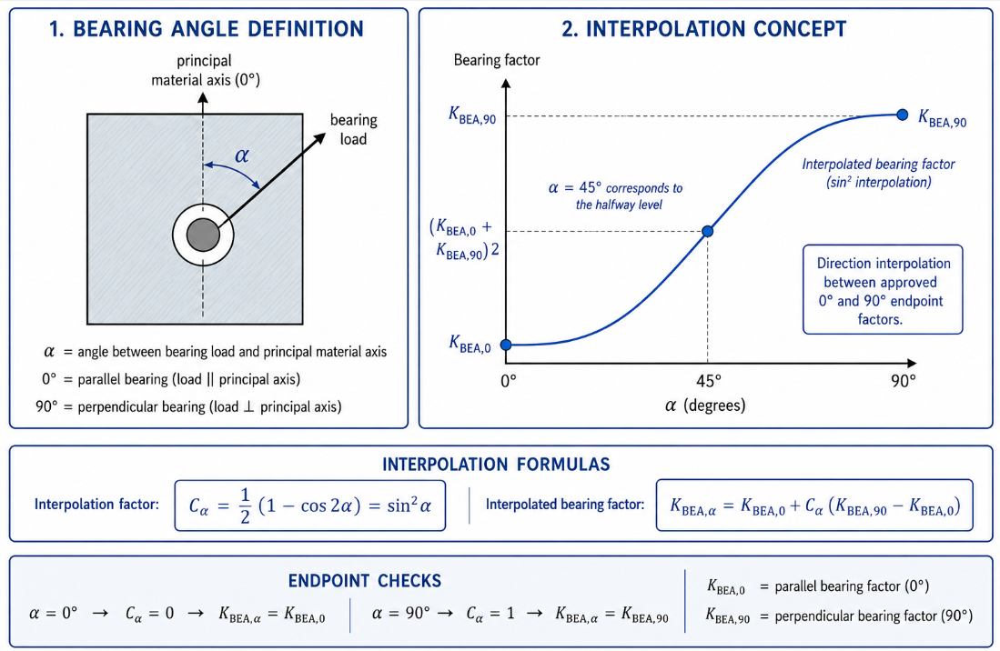 1. BEARING ANGLE DEFINITION
principal
material axis (0°)
bearing
load
α
α = angle between bearing load and principal material axis
0° = parallel bearing (load || principal axis)
90° = perpendicular bearing (load ⊥ principal axis)
2. INTERPOLATION CONCEPT
Bearing factor
K_BEA,90
K_BEA,90
Interpolated bearing factor
(sin² interpolation)
α = 45° corresponds to
the halfway level
(K_BEA,0 +
K_BEA,90) 2
Direction interpolation
between approved
0° and 90° endpoint
factors.
K_BEA,0
0°
45°
90°
α (degrees)
INTERPOLATION FORMULAS
Interpolation factor: C_α = 1/2 (1 − cos 2α) = sin² α
Interpolated bearing factor: K_BEA,α = K_BEA,0 + C_α (K_BEA,90 − K_BEA,0)
ENDPOINT CHECKS
α = 0° → C_α = 0 → K_BEA,α = K_BEA,0
α = 90° → C_α = 1 → K_BEA,α = K_BEA,90
K_BEA,0 = parallel bearing factor (0°)
K_BEA,90 = perpendicular bearing factor (90°)